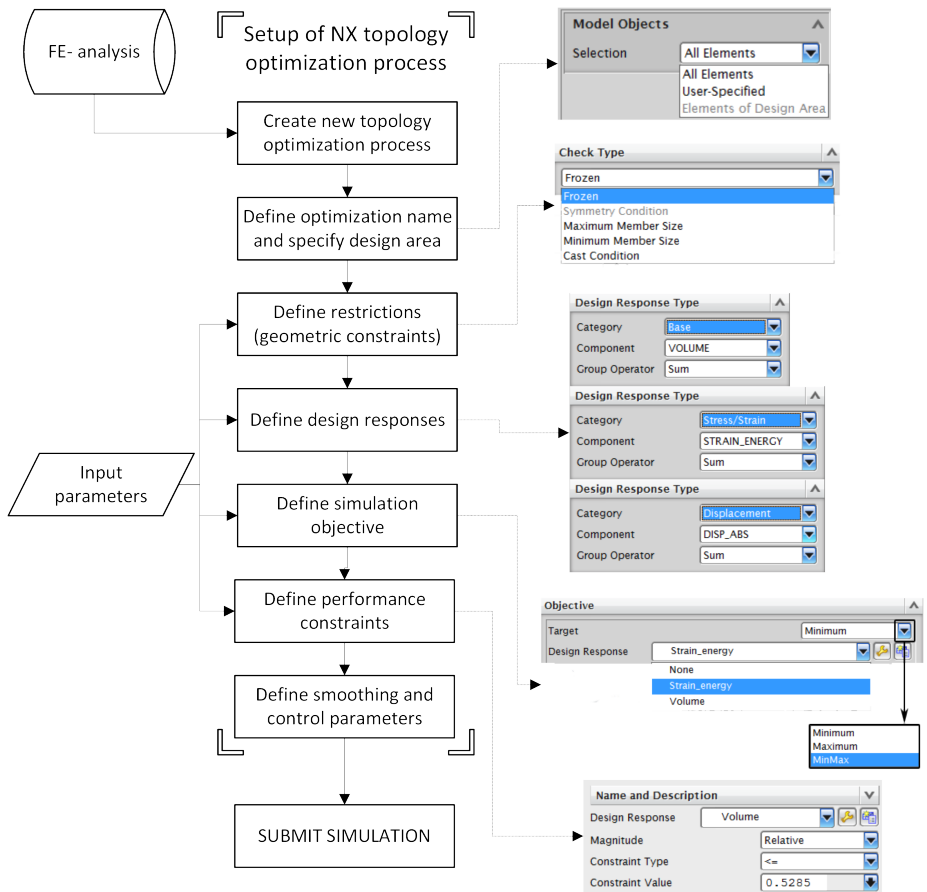 FE- analysis
Setup of NX topology
optimization process
Create new topology
optimization process
Define optimization name
and specify design area
Define restrictions
(geometric constraints)
Define design responses
Input
parameters
Define simulation
objective
Define performance
constraints
Define smoothing and
control parameters
SUBMIT SIMULATION
Model Objects
Selection All Elements
All Elements
User-Specified
Elements of Design Area
Check Type
Frozen
Frozen
Symmetry Condition
Maximum Member Size
Minimum Member Size
Cast Condition
Design Response Type
Category Base
Component VOLUME
Group Operator Sum
Design Response Type
Category Stress/Strain
Component STRAIN_ENERGY
Group Operator Sum
Design Response Type
Category Displacement
Component DISP_ABS
Group Operator Sum
Objective
Target Minimum
Design Response Strain_energy
None
Strain_energy
Volume
Minimum
Maximum
MinMax
Name and Description
Design Response Volume
Magnitude Relative
Constraint Type <=
Constraint Value 0.5285